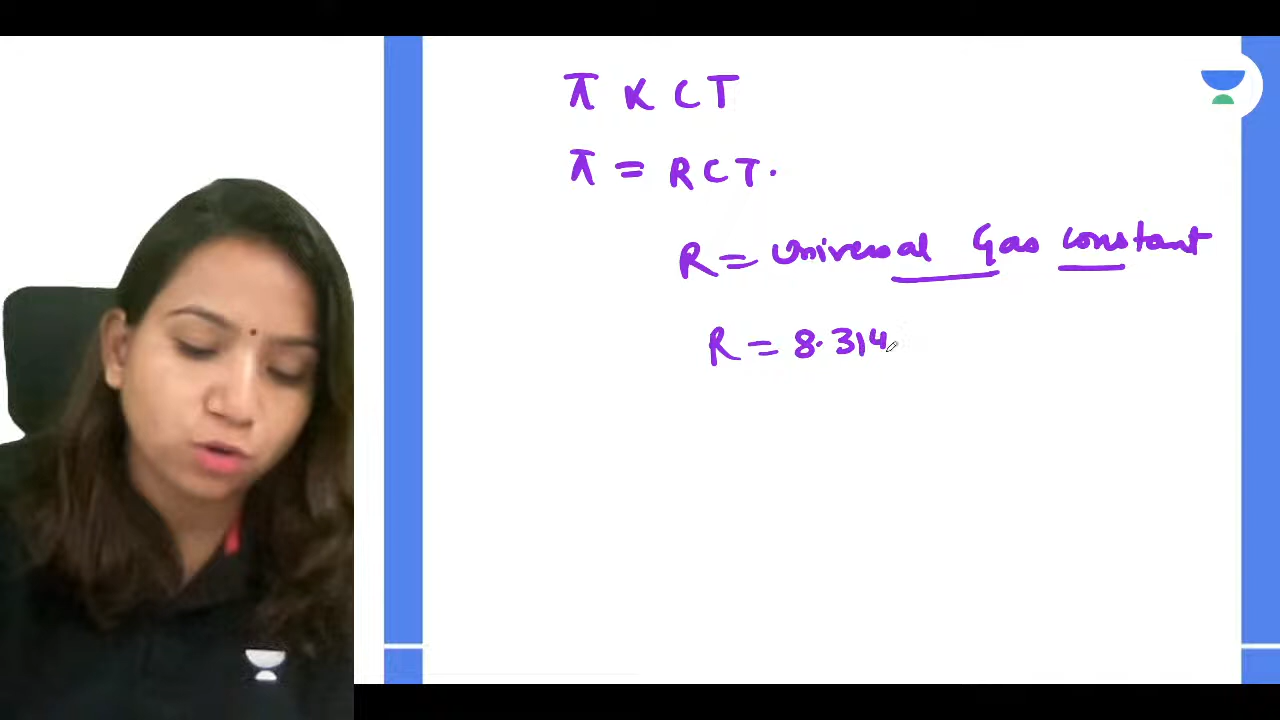 π ∝ CT
π = RCT.
R = Universal Gas constant
R = 8.314